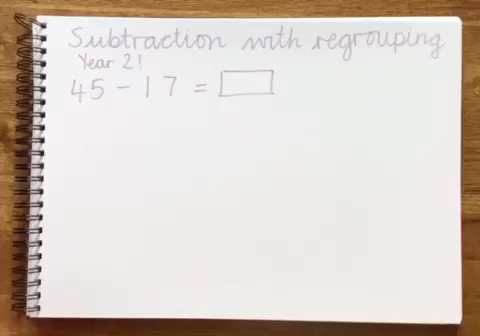 Subtraction with regrouping
Year 2!
45 - 17 =